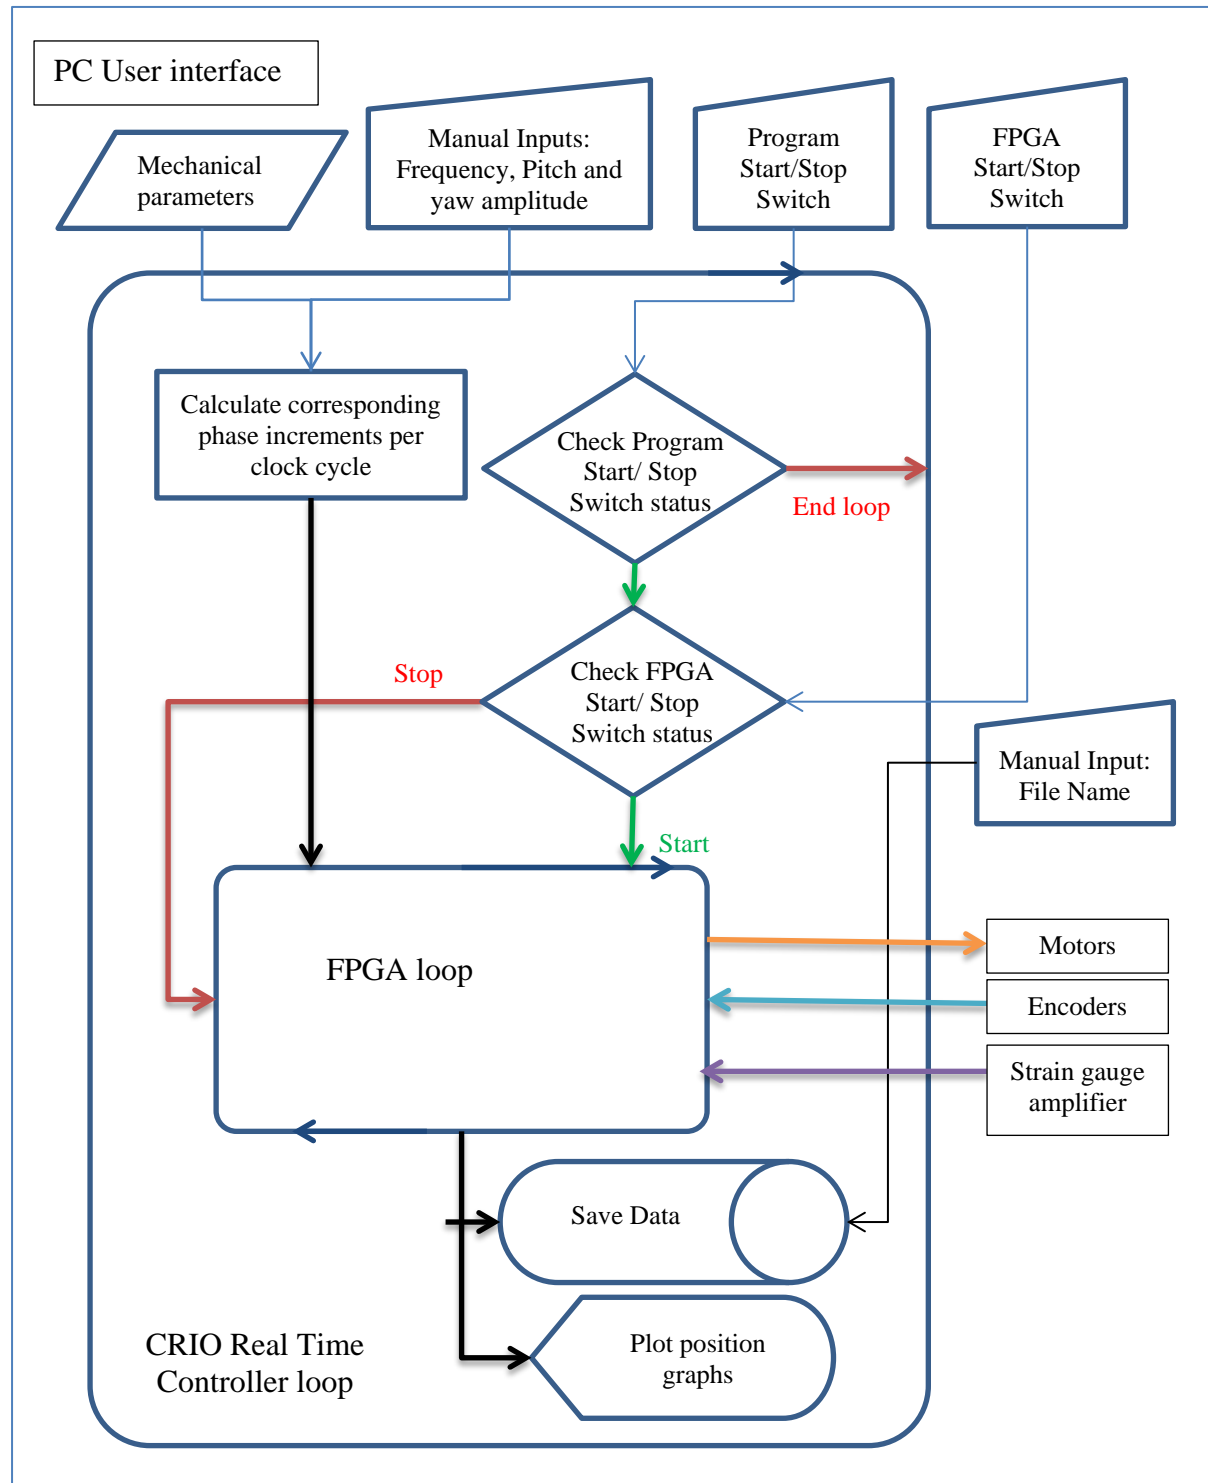 PC User interface
Mechanical
parameters
Manual Inputs:
Frequency, Pitch and
yaw amplitude
Program
Start/Stop
Switch
FPGA
Start/Stop
Switch
Calculate corresponding
phase increments per
clock cycle
Check Program
Start/ Stop
Switch status
End loop
Stop
Check FPGA
Start/ Stop
Switch status
Manual Input:
File Name
Start
FPGA loop
Motors
Encoders
Strain gauge
amplifier
Save Data
CRIO Real Time
Controller loop
Plot position
graphs